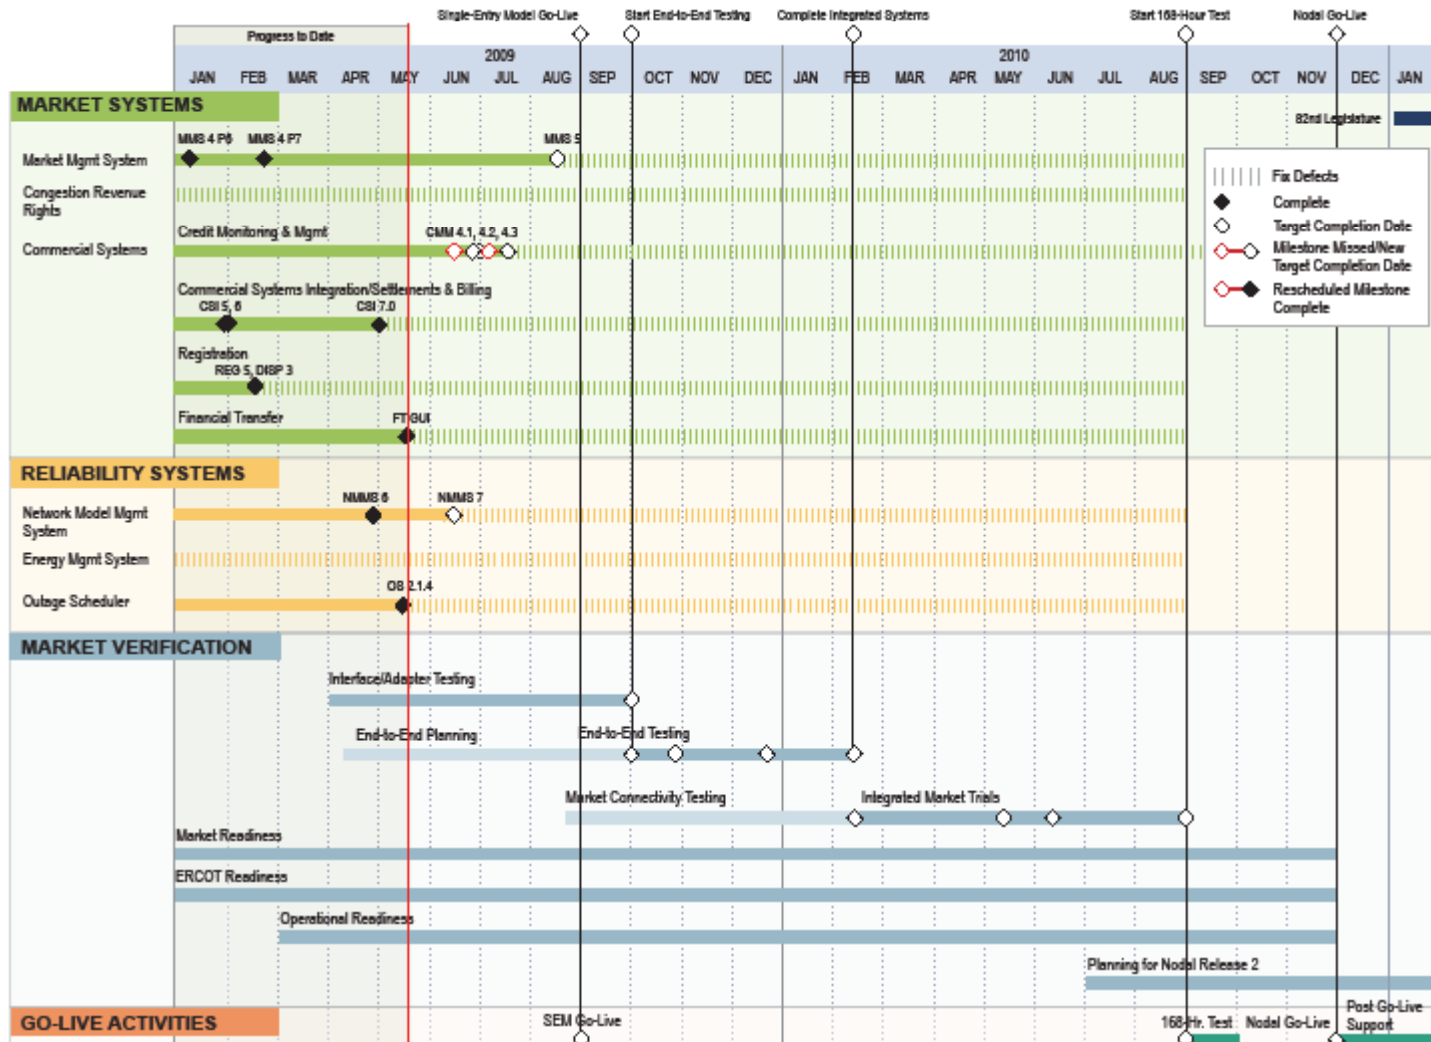 Single-Entry Model Go-Live
Start End-to-End Testing
Complete Integrated Systems
Start 168-Hour Test
Nodal Go-Live
Progress to Date
2009
2010
JAN FEB MAR APR MAY JUN JUL AUG SEP OCT NOV DEC JAN FEB MAR APR MAY JUN JUL AUG SEP OCT NOV DEC JAN
MARKET SYSTEMS
82nd Legislature
MMS 4 P6
MMS 4 P7
MMS 5
Market Mgmt System
Congestion Revenue
Rights
Credit Monitoring & Mgmt
CMM 4.1, 4.2, 4.3
Commercial Systems
Commercial Systems Integration/Settlements & Billing
CSI 5, 6
CSI 7.0
Registration
REG 5, DISP 3
Financial Transfer
FT GUI
Fix Defects
Complete
Target Completion Date
Milestone Missed/New
Target Completion Date
Rescheduled Milestone
Complete
RELIABILITY SYSTEMS
NMMS 6
NMMS 7
Network Model Mgmt
System
Energy Mgmt System
OS 2.1.4
Outage Scheduler
MARKET VERIFICATION
Interface/Adapter Testing
End-to-End Planning
End-to-End Testing
Market Connectivity Testing
Integrated Market Trials
Market Readiness
ERCOT Readiness
Operational Readiness
Planning for Nodal Release 2
GO-LIVE ACTIVITIES
SEM Go-Live
168-Hr. Test
Nodal Go-Live
Post Go-Live
Support